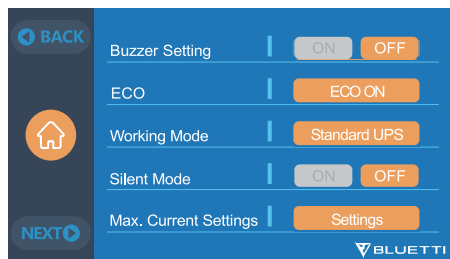 BACK
Buzzer Setting ON OFF
ECO ECO ON
Working Mode Standard UPS
Silent Mode ON OFF
Max. Current Settings Settings
NEXT
BLUETTI